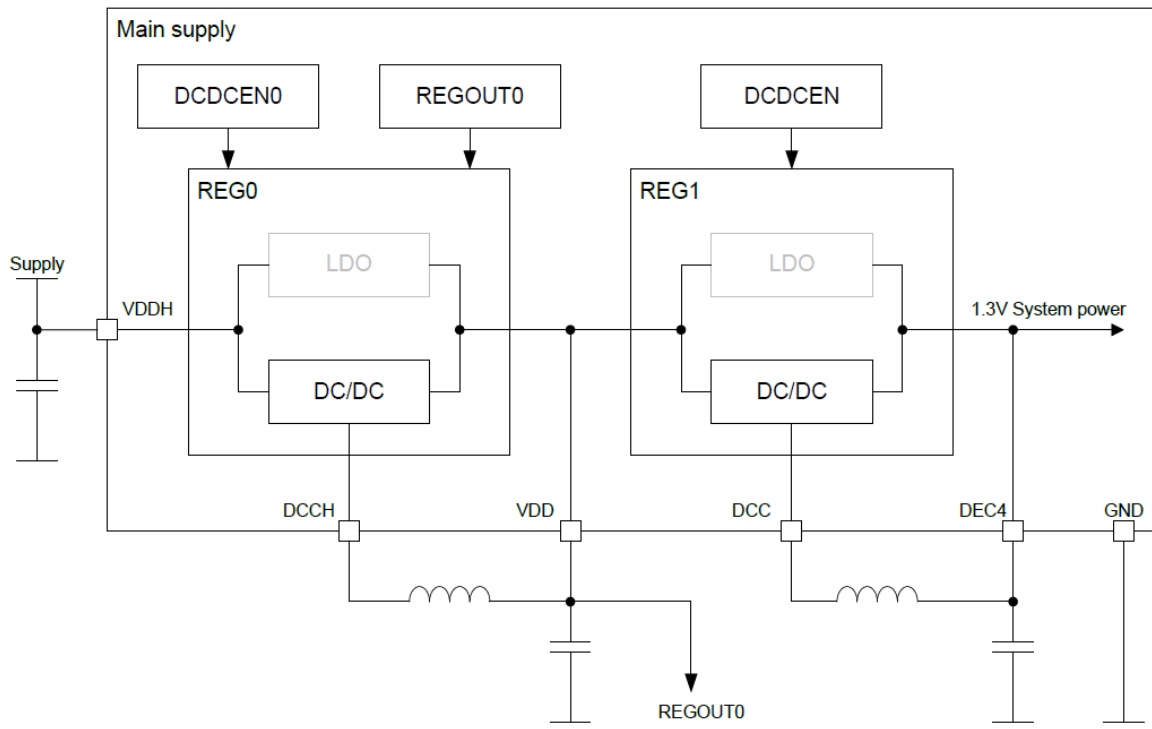 Main supply
DCDCEN0
REGOUT0
DCDCEN
REG0
REG1
LDO
LDO
Supply
VDDH
1.3V System power
DC/DC
DC/DC
DCCH
VDD
DCC
DEC4
GND
REGOUT0